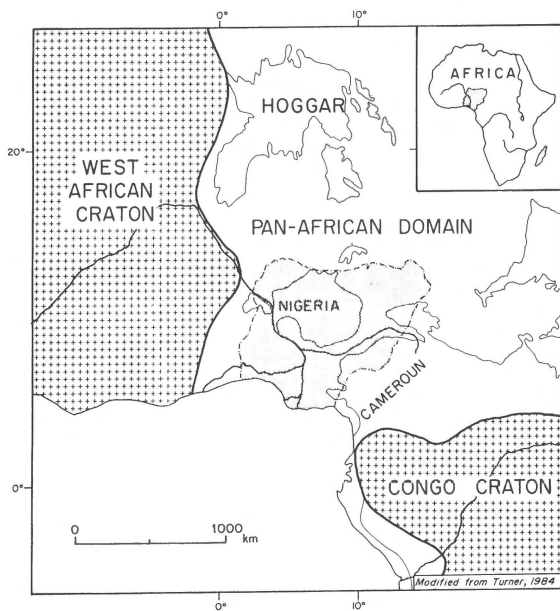 0°
10°
HOGGAR
AFRICA
20°
WEST
AFRICAN
CRATON
PAN-AFRICAN DOMAIN
NIGERIA
CAMEROUN
0°
CONGO CRATON
0
1000
km
Modified from Turner, 1984
0°
10°